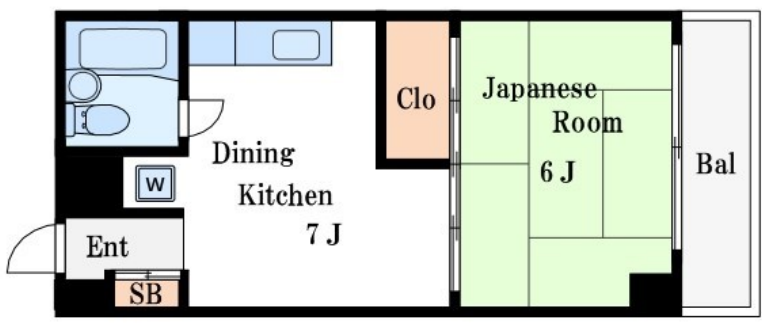 Clo
Japanese
Room
6 J
Bal
Dining
Kitchen
7 J
W
Ent
SB